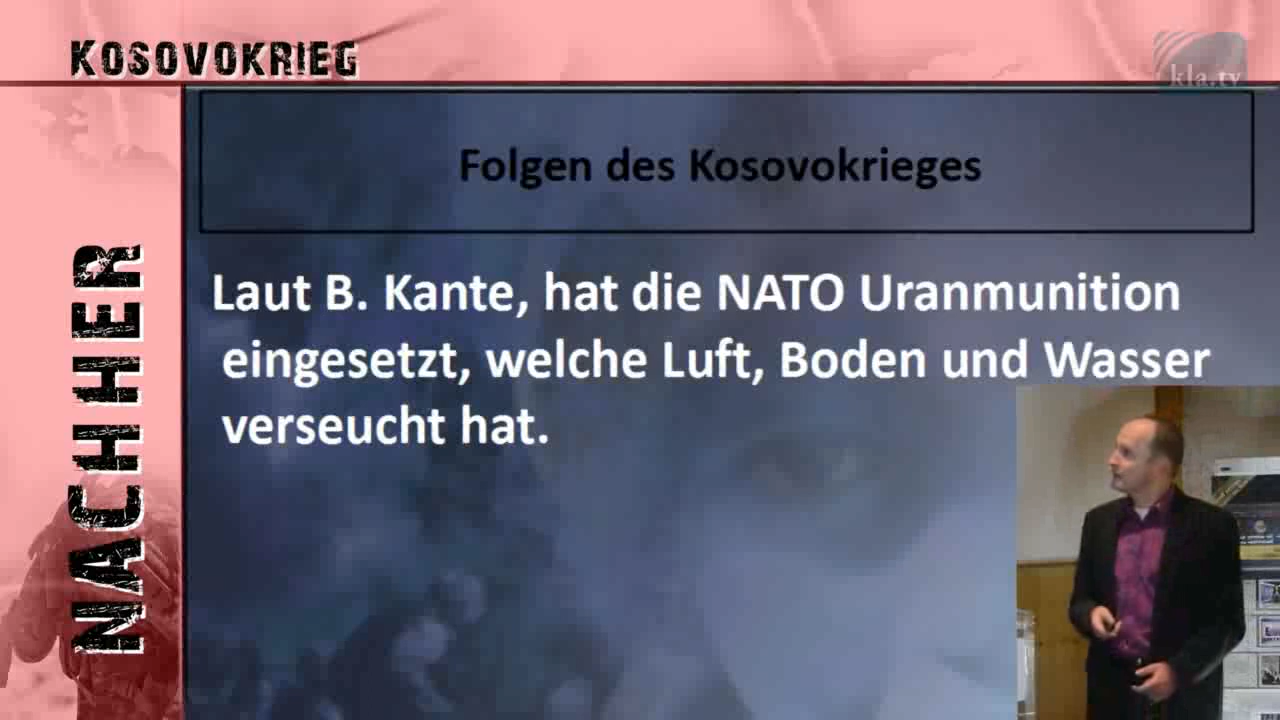 KOSOVOKRIEG
kla.tv
Folgen des Kosovokrieges
Laut B. Kante, hat die NATO Uranmunition
eingesetzt, welche Luft, Boden und Wasser
verseucht hat.
NACHHER